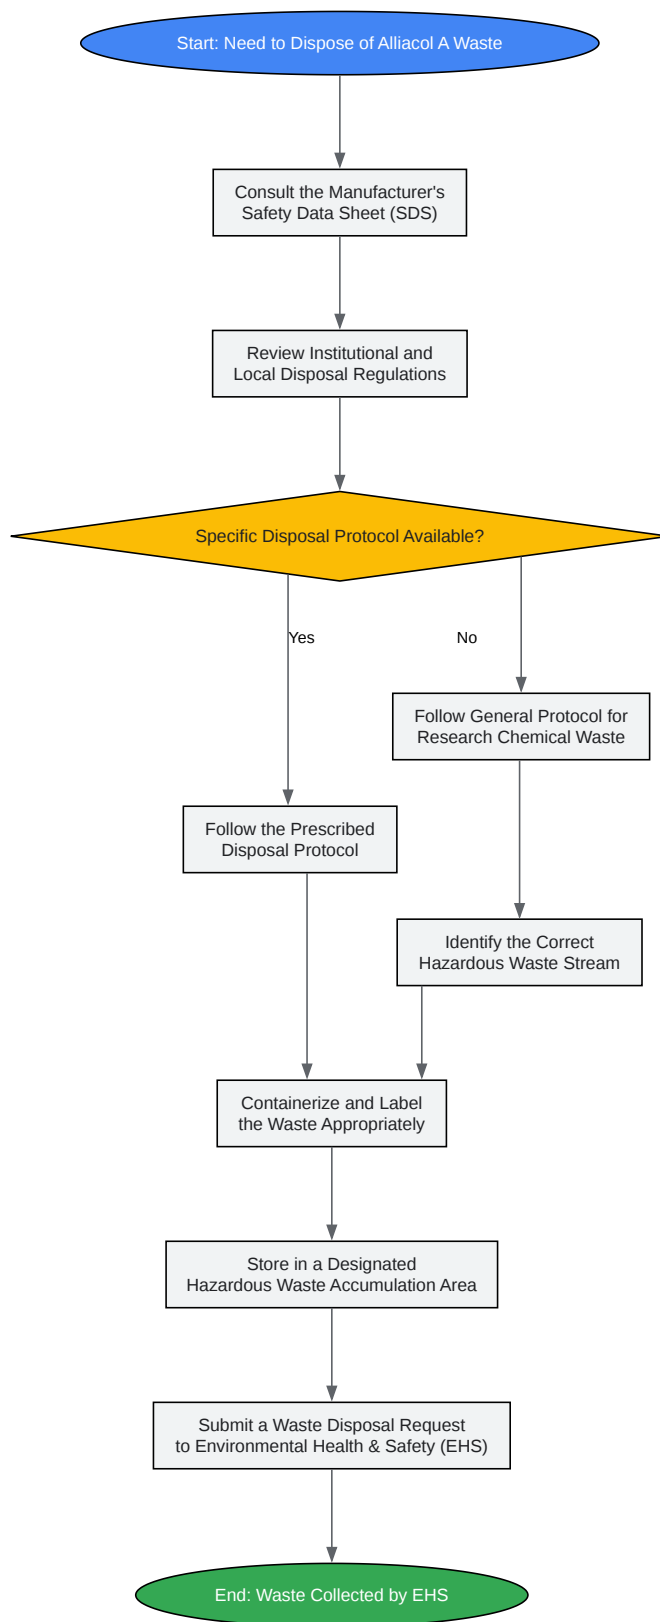 Start: Need to Dispose of Alliacol A Waste
Consult the Manufacturer's
Safety Data Sheet (SDS)
Review Institutional and
Local Disposal Regulations
Specific Disposal Protocol Available?
Yes
No
Follow General Protocol for
Research Chemical Waste
Follow the Prescribed
Disposal Protocol
Identify the Correct
Hazardous Waste Stream
Containerize and Label
the Waste Appropriately
Store in a Designated
Hazardous Waste Accumulation Area
Submit a Waste Disposal Request
to Environmental Health & Safety (EHS)
End: Waste Collected by EHS